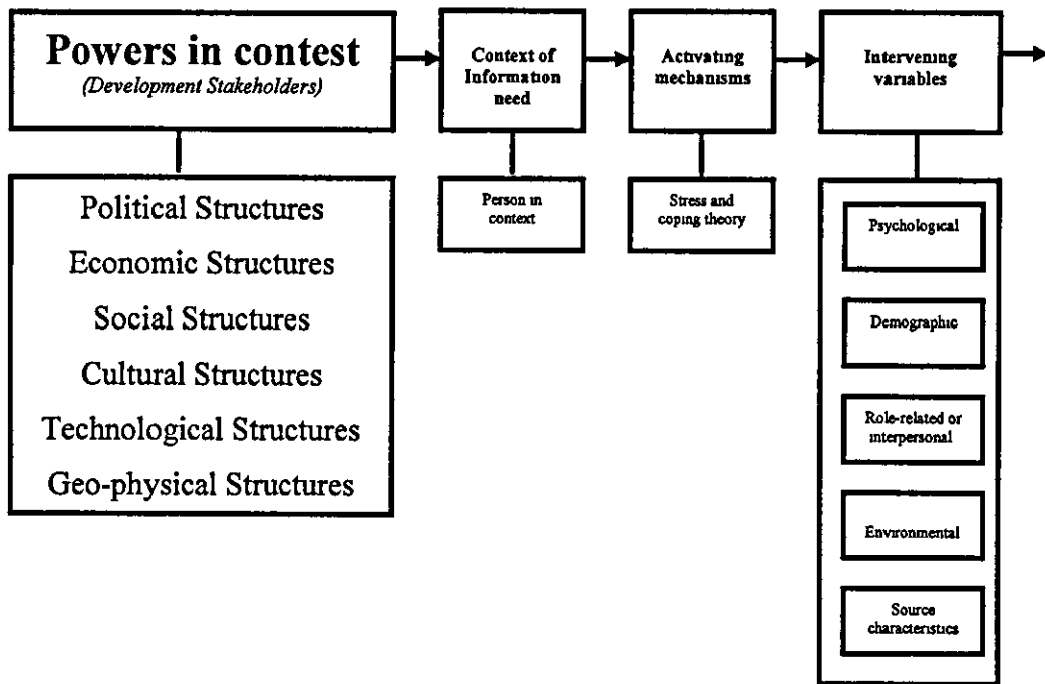 Powers in contest
(Development Stakeholders)
Context of
Information
need
Activating
mechanisms
Intervening
variables
Political Structures
Economic Structures
Social Structures
Cultural Structures
Technological Structures
Geo-physical Structures
Person in
context
Stress and
coping theory
Psychological
Demographic
Role-related or
interpersonal
Environmental
Source
characteristics